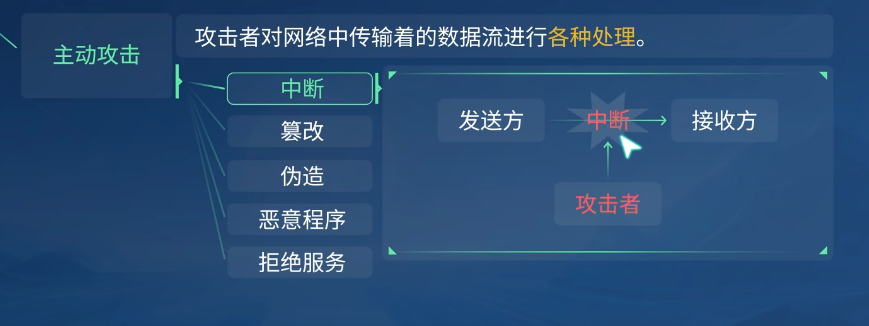 主动攻击
攻击者对网络中传输着的数据流进行各种处理。
中断
篡改
伪造
恶意程序
拒绝服务
发送方
中断
接收方
攻击者